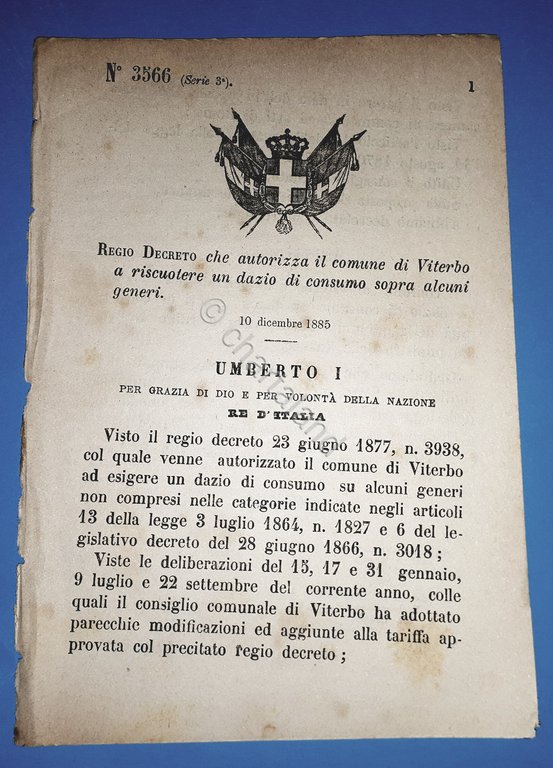 N° 3566 (Serie 3ª).
1
REGIO DECRETO che autorizza il comune di Viterbo
a riscuotere un dazio di consumo sopra alcuni
generi.
10 dicembre 1885
UMBERTO I
PER GRAZIA DI DIO E PER VOLONTÀ DELLA NAZIONE
RE D'ITALIA
Visto il regio decreto 23 giugno 1877, n. 3938,
col quale venne autorizzato il comune di Viterbo
ad esigere un dazio di consumo su alcuni generi
non compresi nelle categorie indicate negli articoli
13 della legge 3 luglio 1864, n. 1827 e 6 del le-
gislativo decreto del 28 giugno 1866, n. 3018;
Viste le deliberazioni del 15, 17 e 31 gennaio,
9 luglio e 22 settembre del corrente anno, colle
quali il consiglio comunale di Viterbo ha adottato
parecchie modificazioni ed aggiunte alla tariffa ap-
provata col precitato regio decreto;
© chartaland